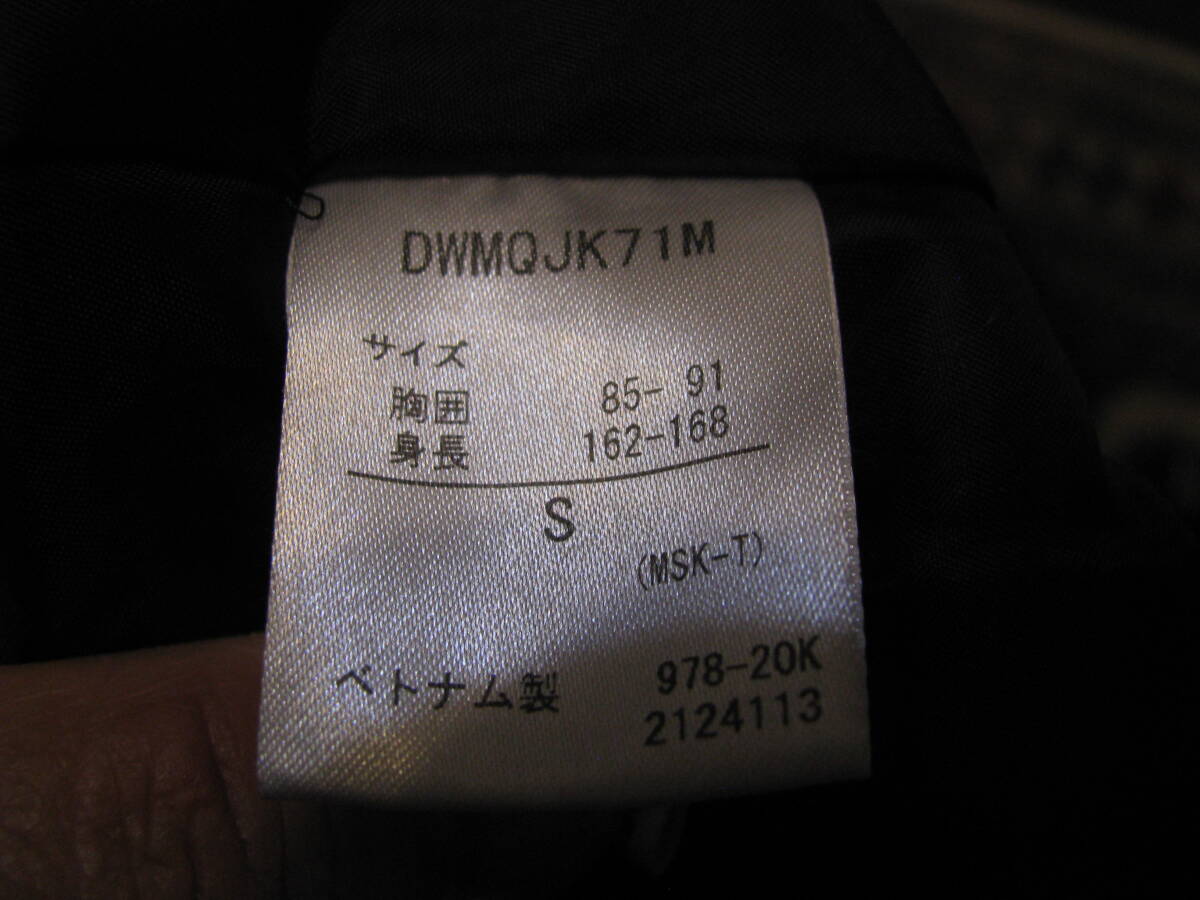 DWMQJK71M
サイズ
胸囲 85- 91
身長 162-168
S
(MSK-T)
ベトナム製 978-20K
2124113